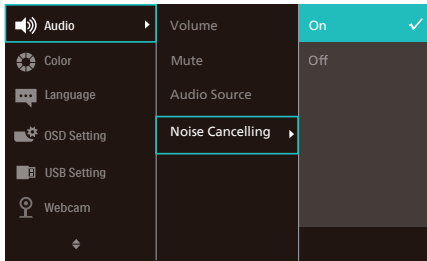 Audio
Color
Language
OSD Setting
USB Setting
Webcam
Volume
Mute
Audio Source
Noise Cancelling
On
Off